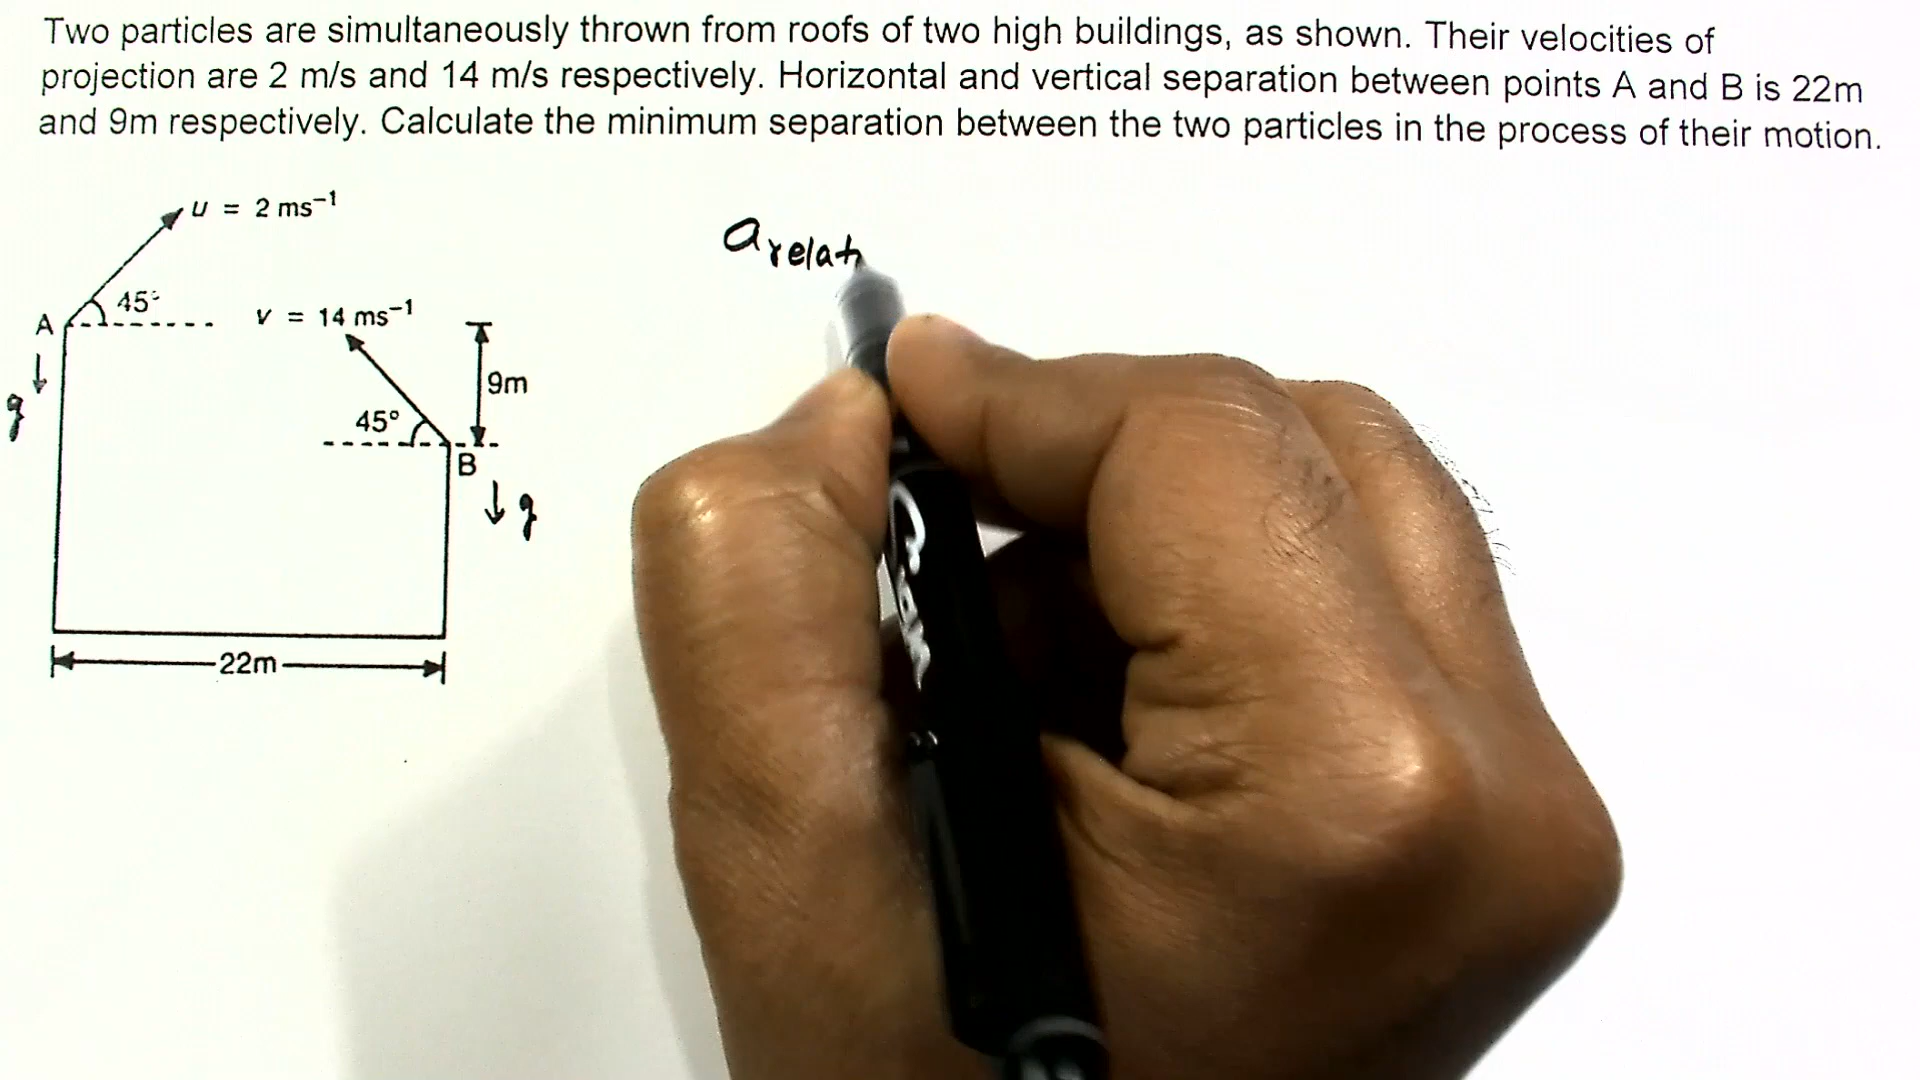 Two particles are simultaneously thrown from roofs of two high buildings, as shown. Their velocities of
projection are 2 m/s and 14 m/s respectively. Horizontal and vertical separation between points A and B is 22m
and 9m respectively. Calculate the minimum separation between the two particles in the process of their motion.
u = 2 ms⁻¹
a relat
45°
v = 14 ms⁻¹
A
9m
g
45°
B
g
22m